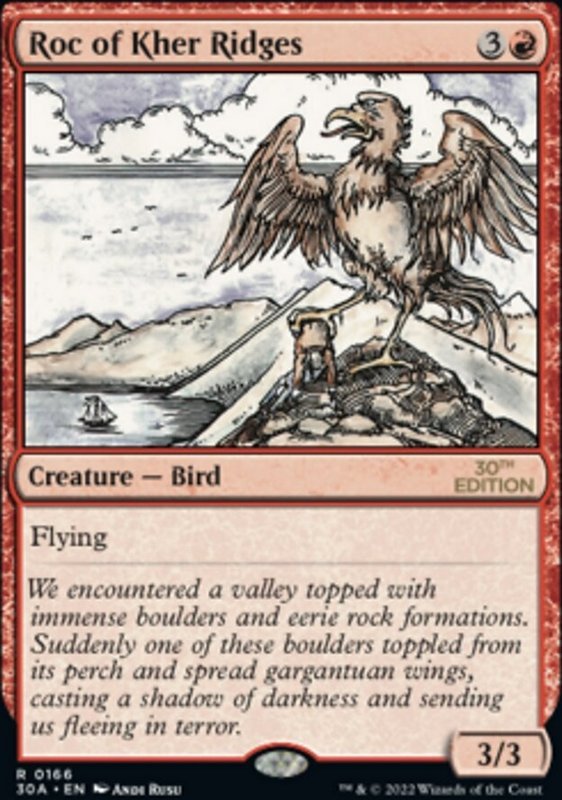 Roc of Kher Ridges 3
Creature — Bird
30TH EDITION
Flying
We encountered a valley topped with
immense boulders and eerie rock formations.
Suddenly one of these boulders toppled from
its perch and spread gargantuan wings,
casting a shadow of darkness and sending
us fleeing in terror.
3/3
R 0166
30A • EN Andi Rusu
™ & © 2022 Wizards of the Coast